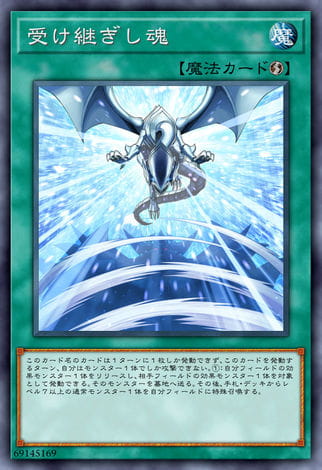 受け継ぎし魂
魔
【魔法カード】
このカード名のカードは1ターンに1枚しか発動できず、このカードを発動す
るターン、自分はモンスター1体でしか攻撃できない。①：自分フィールドの効
果モンスター1体をリリースし、相手フィールドの効果モンスター1体を対象
として発動できる。そのモンスターを墓地へ送る。その後、手札・デッキからレ
ベル7以上の通常モンスター1体を自分フィールドに特殊召喚する。
69145169